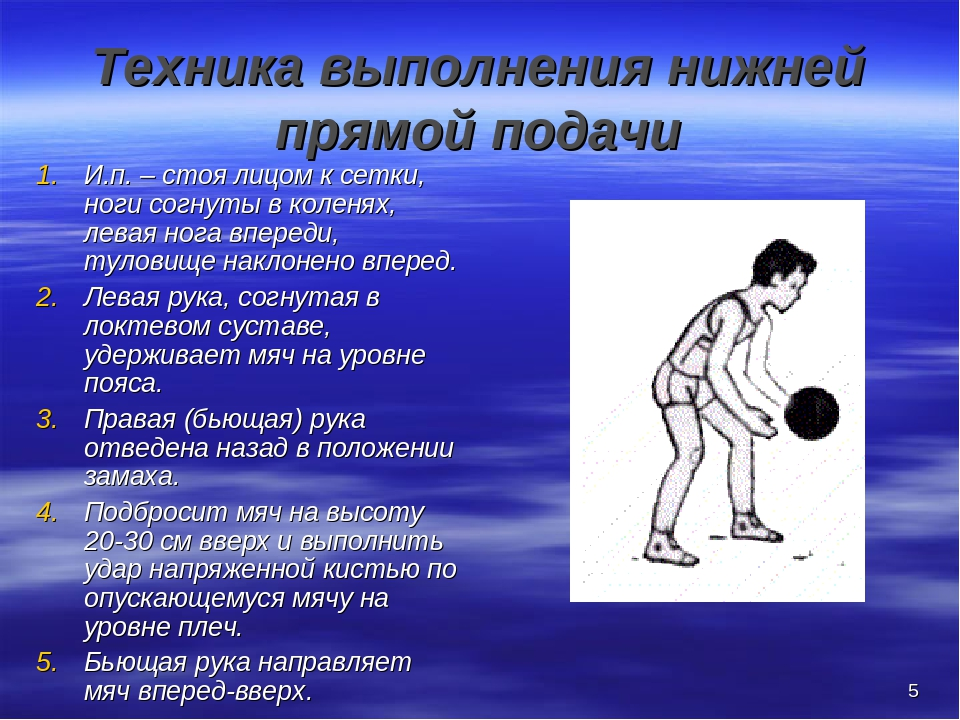 Техника выполнения нижней
прямой подачи
1. И.п. – стоя лицом к сетки,
ноги согнуты в коленях,
левая нога впереди,
туловище наклонено вперед.
2. Левая рука, согнутая в
локтевом суставе,
удерживает мяч на уровне
пояса.
3. Правая (бьющая) рука
отведена назад в положении
замаха.
4. Подбросит мяч на высоту
20-30 см вверх и выполнить
удар напряженной кистью по
опускающемуся мячу на
уровне плеч.
5. Бьющая рука направляет
мяч вперед-вверх.
5